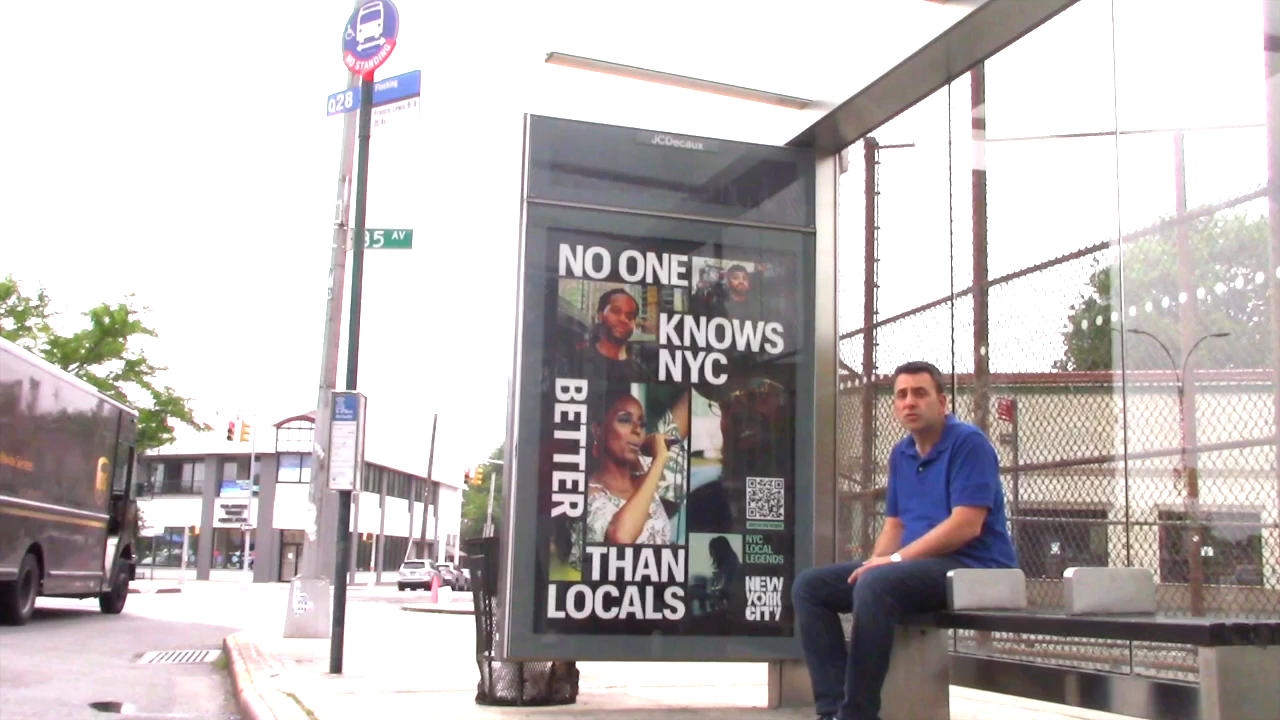 NO STANDING
Q28
Flushing
35 AV
JCDecaux
NO ONE
KNOWS
NYC
BETTER
THAN
LOCALS
NYC
LOCAL
LEGENDS
NEW
YORK
CITY